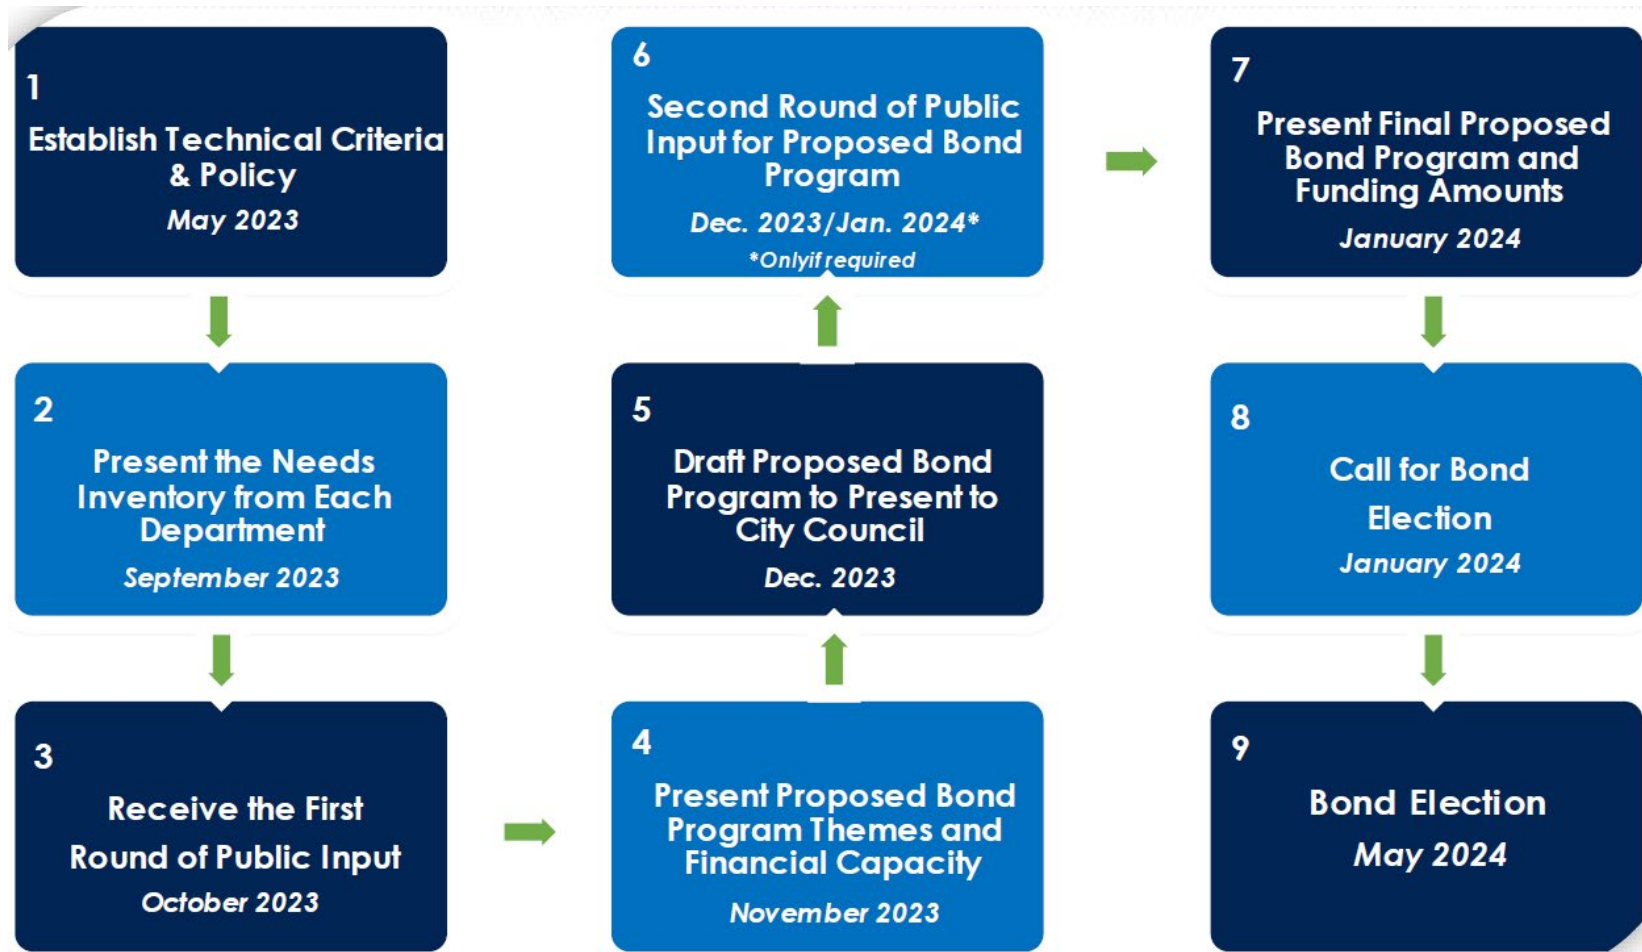 1
Establish Technical Criteria
& Policy
May 2023
2
Present the Needs
Inventory from Each
Department
September 2023
3
Receive the First
Round of Public Input
October 2023
4
Present Proposed Bond
Program Themes and
Financial Capacity
November 2023
5
Draft Proposed Bond
Program to Present to
City Council
Dec. 2023
6
Second Round of Public
Input for Proposed Bond
Program
Dec. 2023/Jan. 2024*
*Only if required
7
Present Final Proposed
Bond Program and
Funding Amounts
January 2024
8
Call for Bond
Election
January 2024
9
Bond Election
May 2024